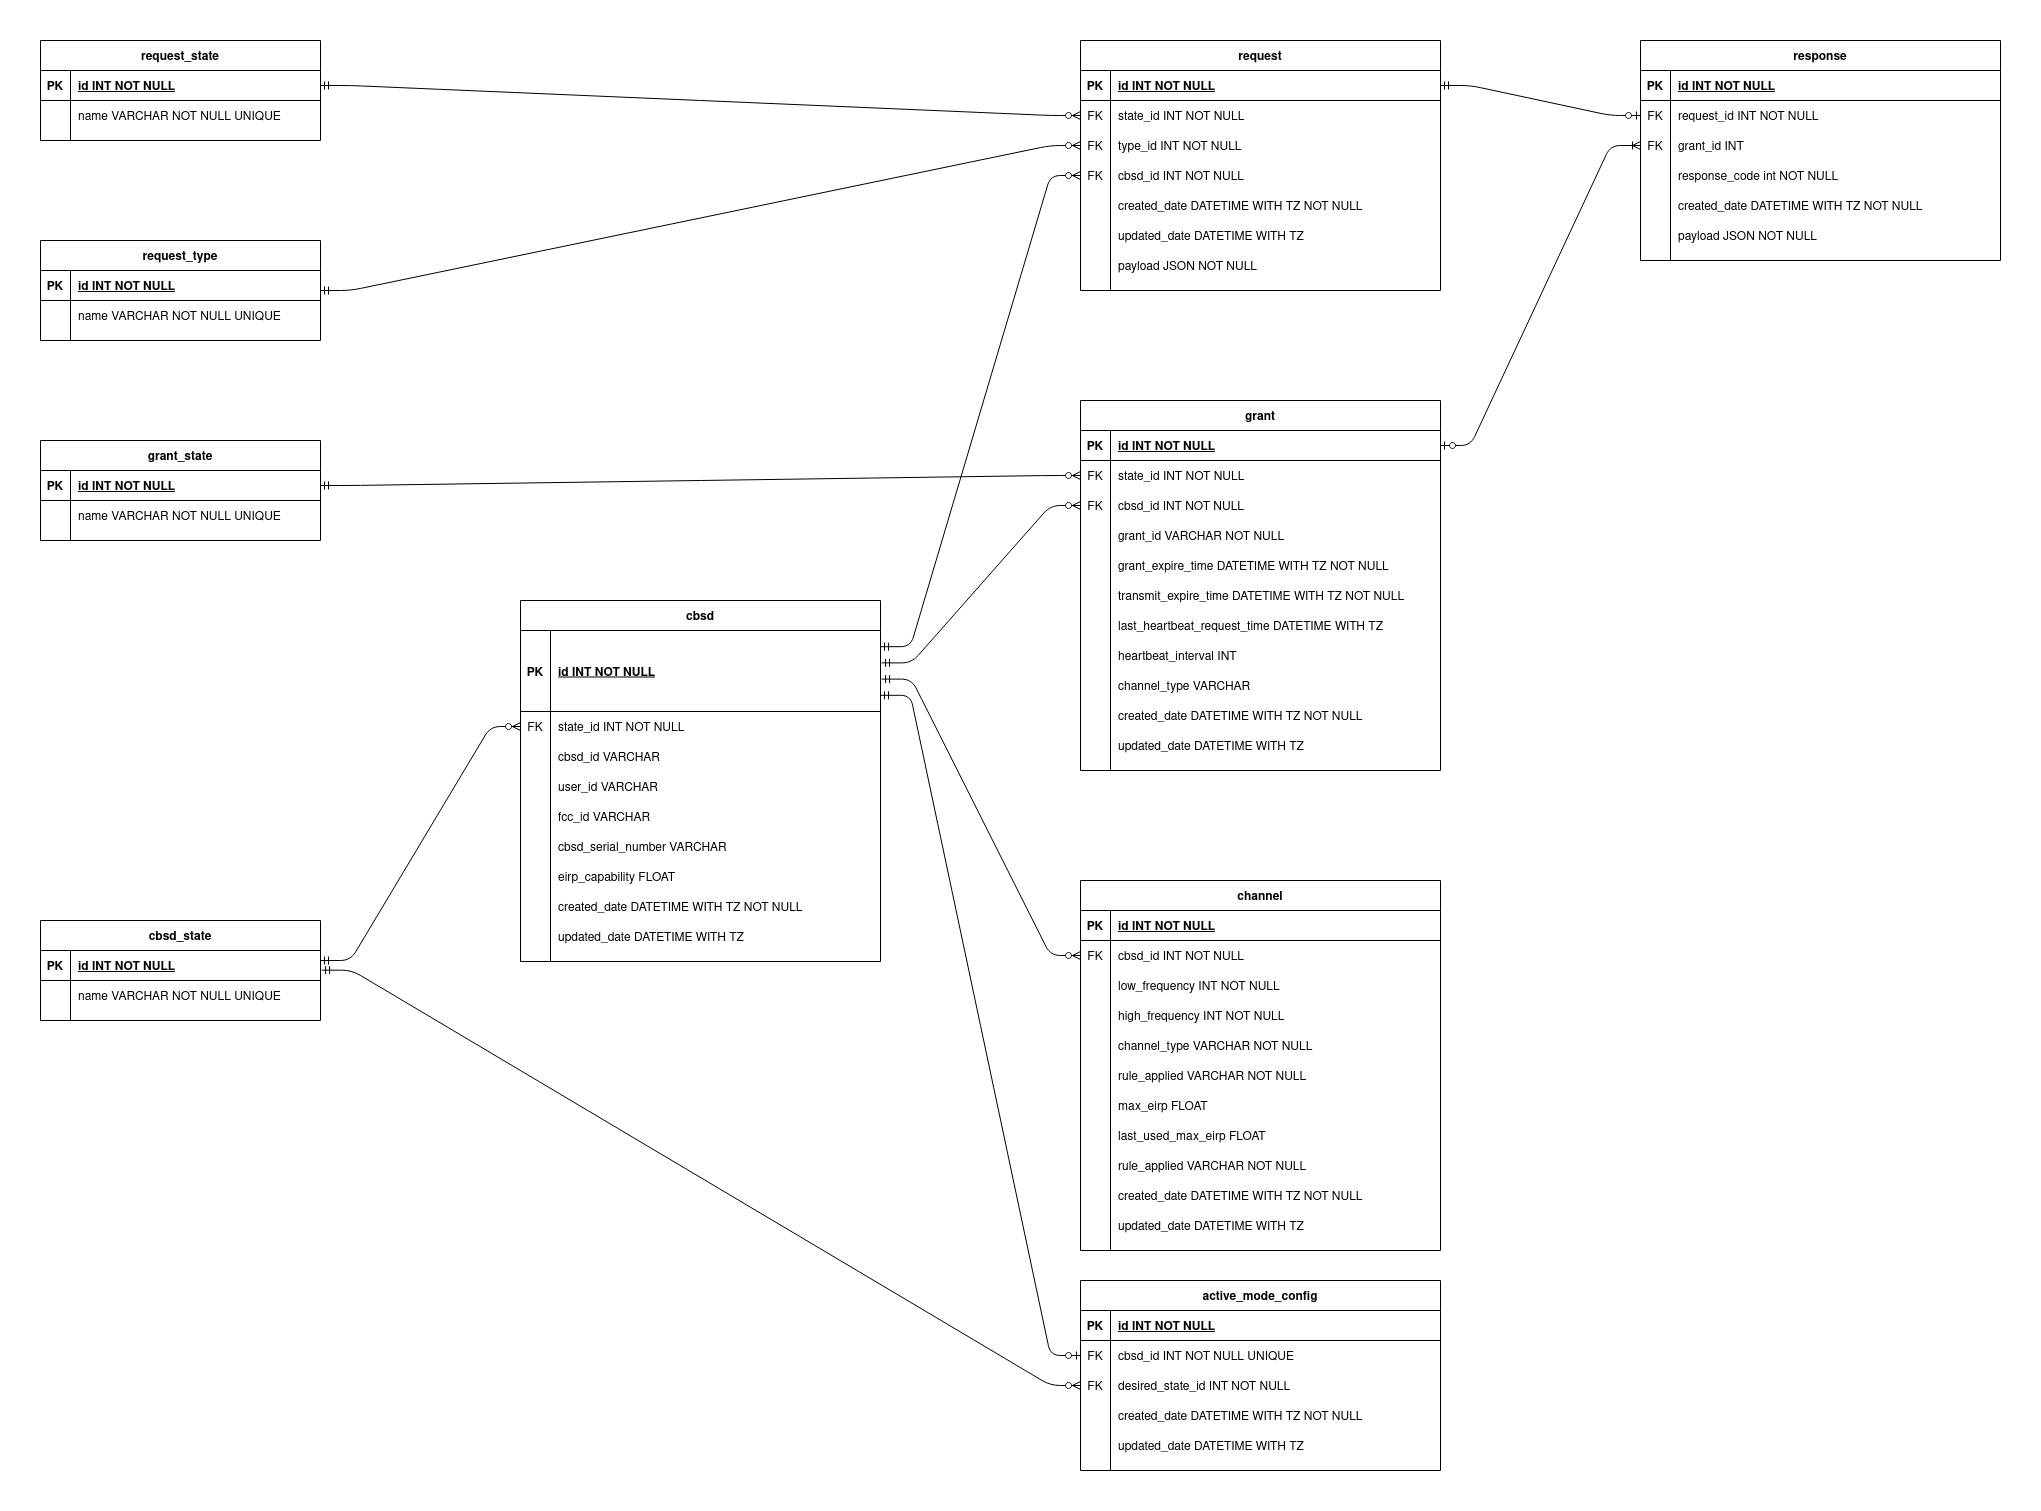 request_state
PK id INT NOT NULL
name VARCHAR NOT NULL UNIQUE
request_type
PK id INT NOT NULL
name VARCHAR NOT NULL UNIQUE
grant_state
PK id INT NOT NULL
name VARCHAR NOT NULL UNIQUE
cbsd_state
PK id INT NOT NULL
name VARCHAR NOT NULL UNIQUE
cbsd
PK id INT NOT NULL
FK state_id INT NOT NULL
cbsd_id VARCHAR
user_id VARCHAR
fcc_id VARCHAR
cbsd_serial_number VARCHAR
eirp_capability FLOAT
created_date DATETIME WITH TZ NOT NULL
updated_date DATETIME WITH TZ
request
PK id INT NOT NULL
FK state_id INT NOT NULL
FK type_id INT NOT NULL
FK cbsd_id INT NOT NULL
created_date DATETIME WITH TZ NOT NULL
updated_date DATETIME WITH TZ
payload JSON NOT NULL
grant
PK id INT NOT NULL
FK state_id INT NOT NULL
FK cbsd_id INT NOT NULL
grant_id VARCHAR NOT NULL
grant_expire_time DATETIME WITH TZ NOT NULL
transmit_expire_time DATETIME WITH TZ NOT NULL
last_heartbeat_request_time DATETIME WITH TZ
heartbeat_interval INT
channel_type VARCHAR
created_date DATETIME WITH TZ NOT NULL
updated_date DATETIME WITH TZ
channel
PK id INT NOT NULL
FK cbsd_id INT NOT NULL
low_frequency INT NOT NULL
high_frequency INT NOT NULL
channel_type VARCHAR NOT NULL
rule_applied VARCHAR NOT NULL
max_eirp FLOAT
last_used_max_eirp FLOAT
rule_applied VARCHAR NOT NULL
created_date DATETIME WITH TZ NOT NULL
updated_date DATETIME WITH TZ
active_mode_config
PK id INT NOT NULL
FK cbsd_id INT NOT NULL UNIQUE
FK desired_state_id INT NOT NULL
created_date DATETIME WITH TZ NOT NULL
updated_date DATETIME WITH TZ
response
PK id INT NOT NULL
FK request_id INT NOT NULL
FK grant_id INT
response_code int NOT NULL
created_date DATETIME WITH TZ NOT NULL
payload JSON NOT NULL